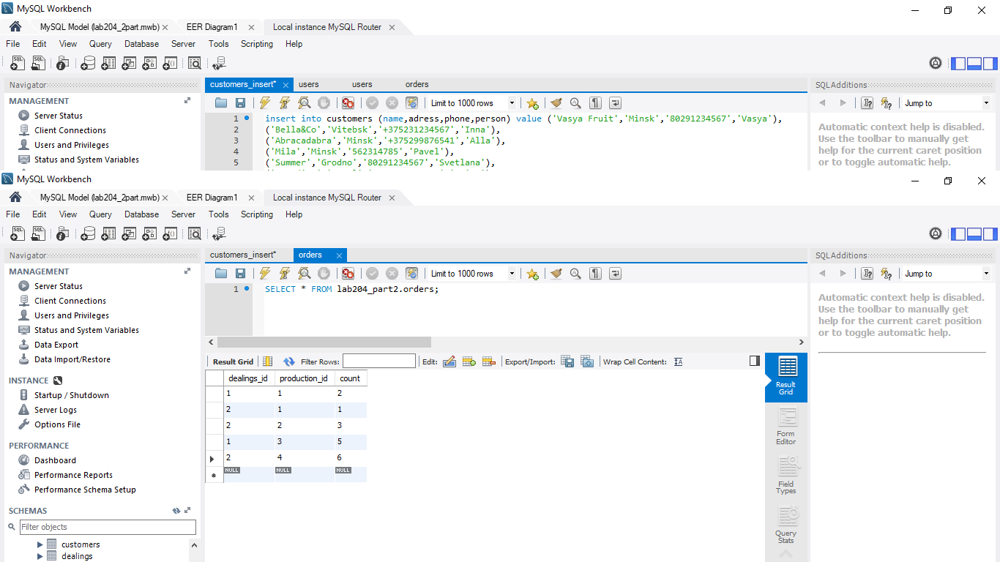 MySQL Workbench
MySQL Model (lab204_2part.mwb) EER Diagram1 Local instance MySQL Router
File Edit View Query Database Server Tools Scripting Help
Navigator
MANAGEMENT
Server Status
Client Connections
Users and Privileges
Status and System Variables
customers_insert* users users orders
Limit to 1000 rows
1 insert into customers (name,adress,phone,person) value ('Vasya Fruit','Minsk','80291234567','Vasya'),
2 ('Bella&Co','Vitebsk','+375231234567','Inna'),
3 ('Abracadabra','Minsk','+375299876541','Alla'),
4 ('Mila','Minsk','562314785','Pavel'),
5 ('Summer','Grodno','80291234567','Svetlana'),
SQLAdditions
Jump to
Automatic context help is disabled.
Use the toolbar to manually get
help for the current caret position
or to toggle automatic help.
MySQL Workbench
MySQL Model (lab204_2part.mwb) EER Diagram1 Local instance MySQL Router
File Edit View Query Database Server Tools Scripting Help
Navigator
MANAGEMENT
Server Status
Client Connections
Users and Privileges
Status and System Variables
Data Export
Data Import/Restore
INSTANCE
Startup / Shutdown
Server Logs
Options File
PERFORMANCE
Dashboard
Performance Reports
Performance Schema Setup
SCHEMAS
Filter objects
customers
dealings
customers_insert* orders
Limit to 1000 rows
1 SELECT * FROM lab204_part2.orders;
Result Grid Filter Rows: Edit: Export/Import: Wrap Cell Content:
dealings_id production_id count
1 1 2
2 1 1
2 2 3
1 3 5
2 4 6
NULL NULL NULL
Result
Grid
Form
Editor
Field
Types
Query
Stats
SQLAdditions
Jump to
Automatic context help is disabled.
Use the toolbar to manually get
help for the current caret position
or to toggle automatic help.